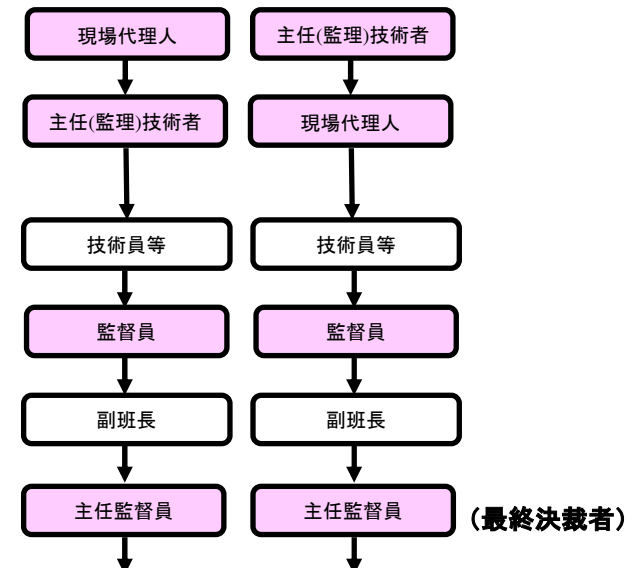 現場代理人
主任(監理)技術者
主任(監理)技術者
現場代理人
技術員等
技術員等
監督員
監督員
副班長
副班長
主任監督員
主任監督員
（最終決裁者）